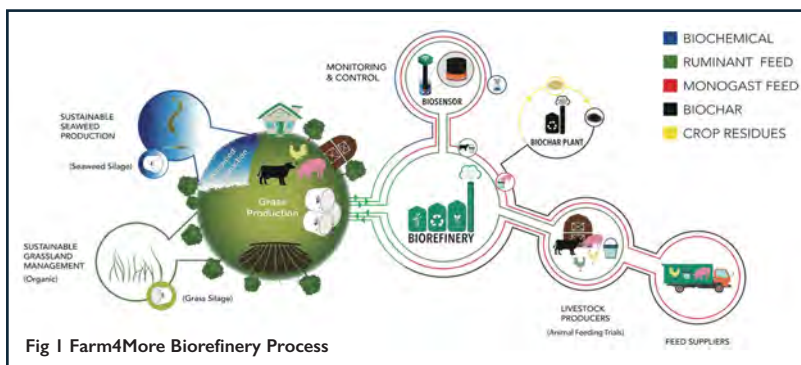 MONITORING
& CONTROL
BIOSENSOR
BIOCHEMICAL
RUMINANT FEED
MONOGAST FEED
BIOCHAR
CROP RESIDUES
SUSTAINABLE
SEAWEED
PRODUCTION
(Seaweed Silage)
BIOCHAR PLANT
Grass
Production
BIOREFINERY
SUSTAINABLE
GRASSLAND
MANAGEMENT
(Organic)
(Grass Silage)
LIVESTOCK
PRODUCERS
(Animal Feeding Trials)
FEED SUPPLIERS
Fig 1 Farm4More Biorefinery Process